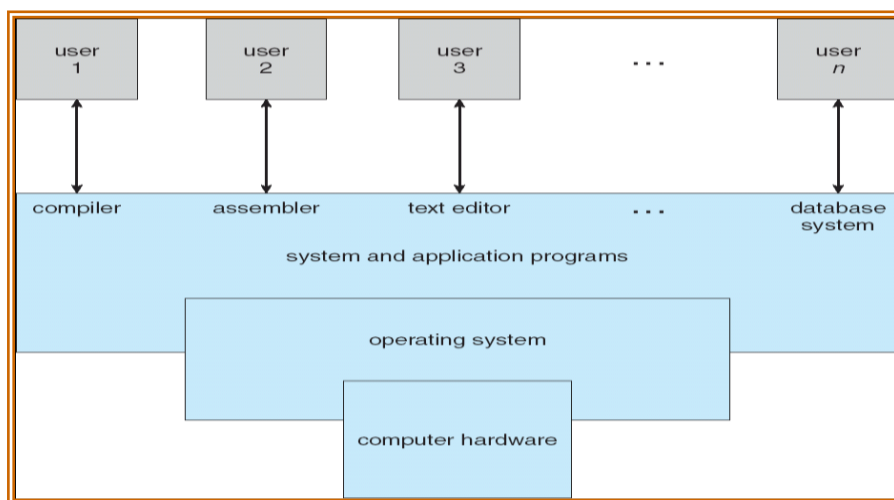 user
1
user
2
user
3
. . .
user
n
compiler
assembler
text editor
. . .
database
system
system and application programs
operating system
computer hardware